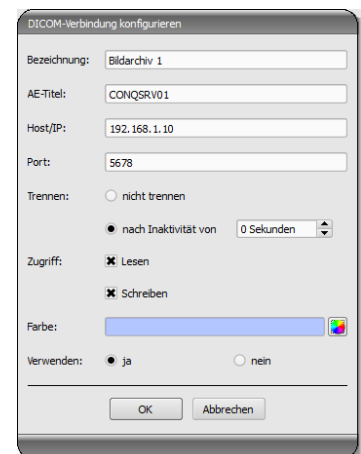 DICOM-Verbindung konfigurieren
Bezeichnung: Bildarchiv 1
AE-Titel: CONQSRV01
Host/IP: 192.168.1.10
Port: 5678
Trennen: nicht trennen
nach Inaktivität von 0 Sekunden
Zugriff: Lesen
Schreiben
Farbe:
Verwenden: ja nein
OK Abbrechen